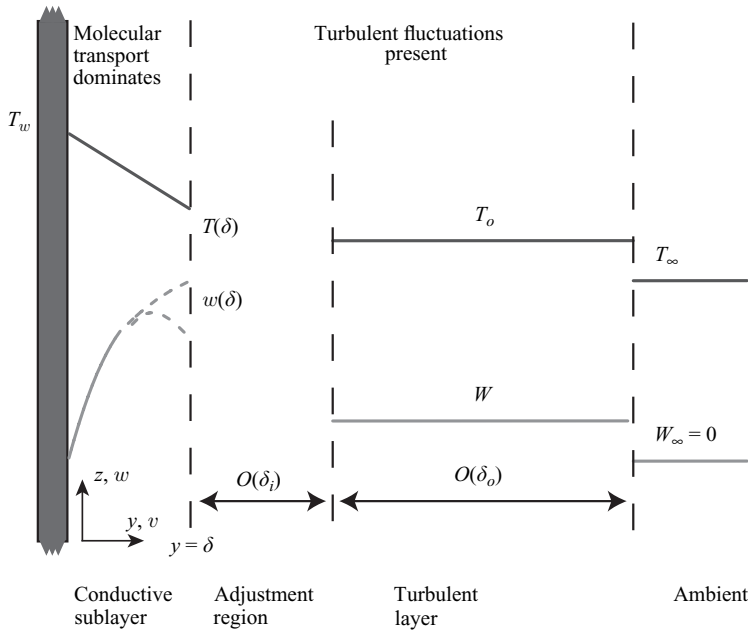 Molecular
transport
dominates
Turbulent fluctuations
present
T_w
T(δ)
T_o
T_∞
w(δ)
W
W_∞ = 0
z, w
O(δ_i)
O(δ_o)
y, v
y = δ
Conductive
sublayer
Adjustment
region
Turbulent
layer
Ambient